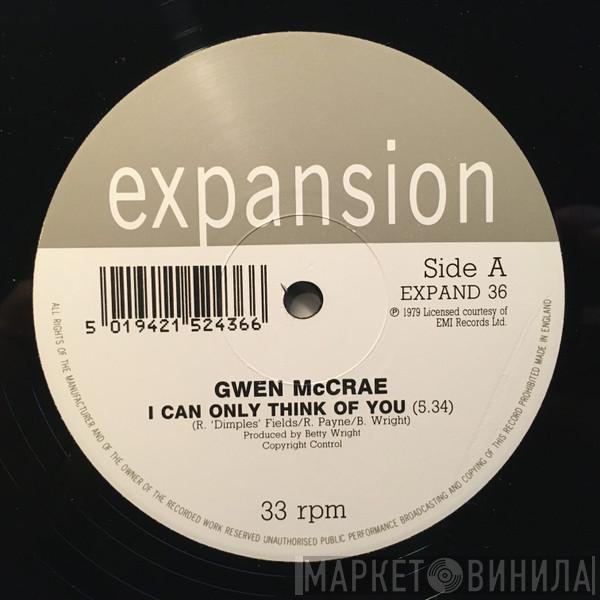 expansion
Side A
EXPAND 36
℗ 1979 Licensed courtesy of
EMI Records Ltd.
5 019421 524366
GWEN McCRAE
I CAN ONLY THINK OF YOU (5.34)
(R. 'Dimples' Fields/R. Payne/B. Wright)
Produced by Betty Wright
Copyright Control
33 rpm
ALL RIGHTS OF THE MANUFACTURER AND OF THE OWNER OF THE RECORDED WORK RESERVED UNAUTHORISED PUBLIC PERFORMANCE BROADCASTING AND COPYING OF THIS RECORD PROHIBITED MADE IN ENGLAND
МАРКЕТ ВИНИЛА